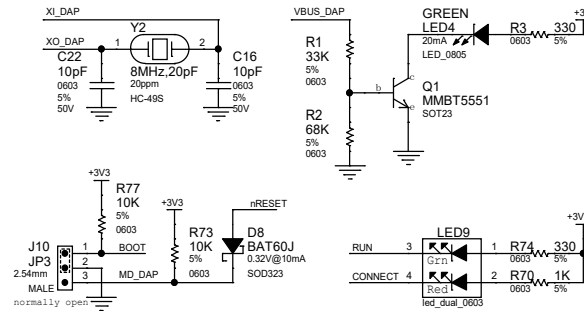 XI_DAP
XO_DAP
Y2
1
2
8MHz,20pF
20ppm
HC-49S
C22
10pF
0603
5%
50V
C16
10pF
0603
5%
50V
VBUS_DAP
R1
33K
5%
0603
R2
68K
5%
0603
b
c
e
Q1
MMBT5551
SOT23
GREEN
LED4
20mA
LED_0805
R3
0603
330
5%
+3V3
R77
10K
5%
0603
J10
JP3
2.54mm
MALE
normally open
1
2
3
BOOT
MD_DAP
+3V3
R73
10K
5%
0603
nRESET
D8
BAT60J
0.32V@10mA
SOD323
LED9
RUN
3
Grn
1
R74
0603
330
5%
CONNECT
4
Red
2
R70
0603
1K
5%
led_dual_0603